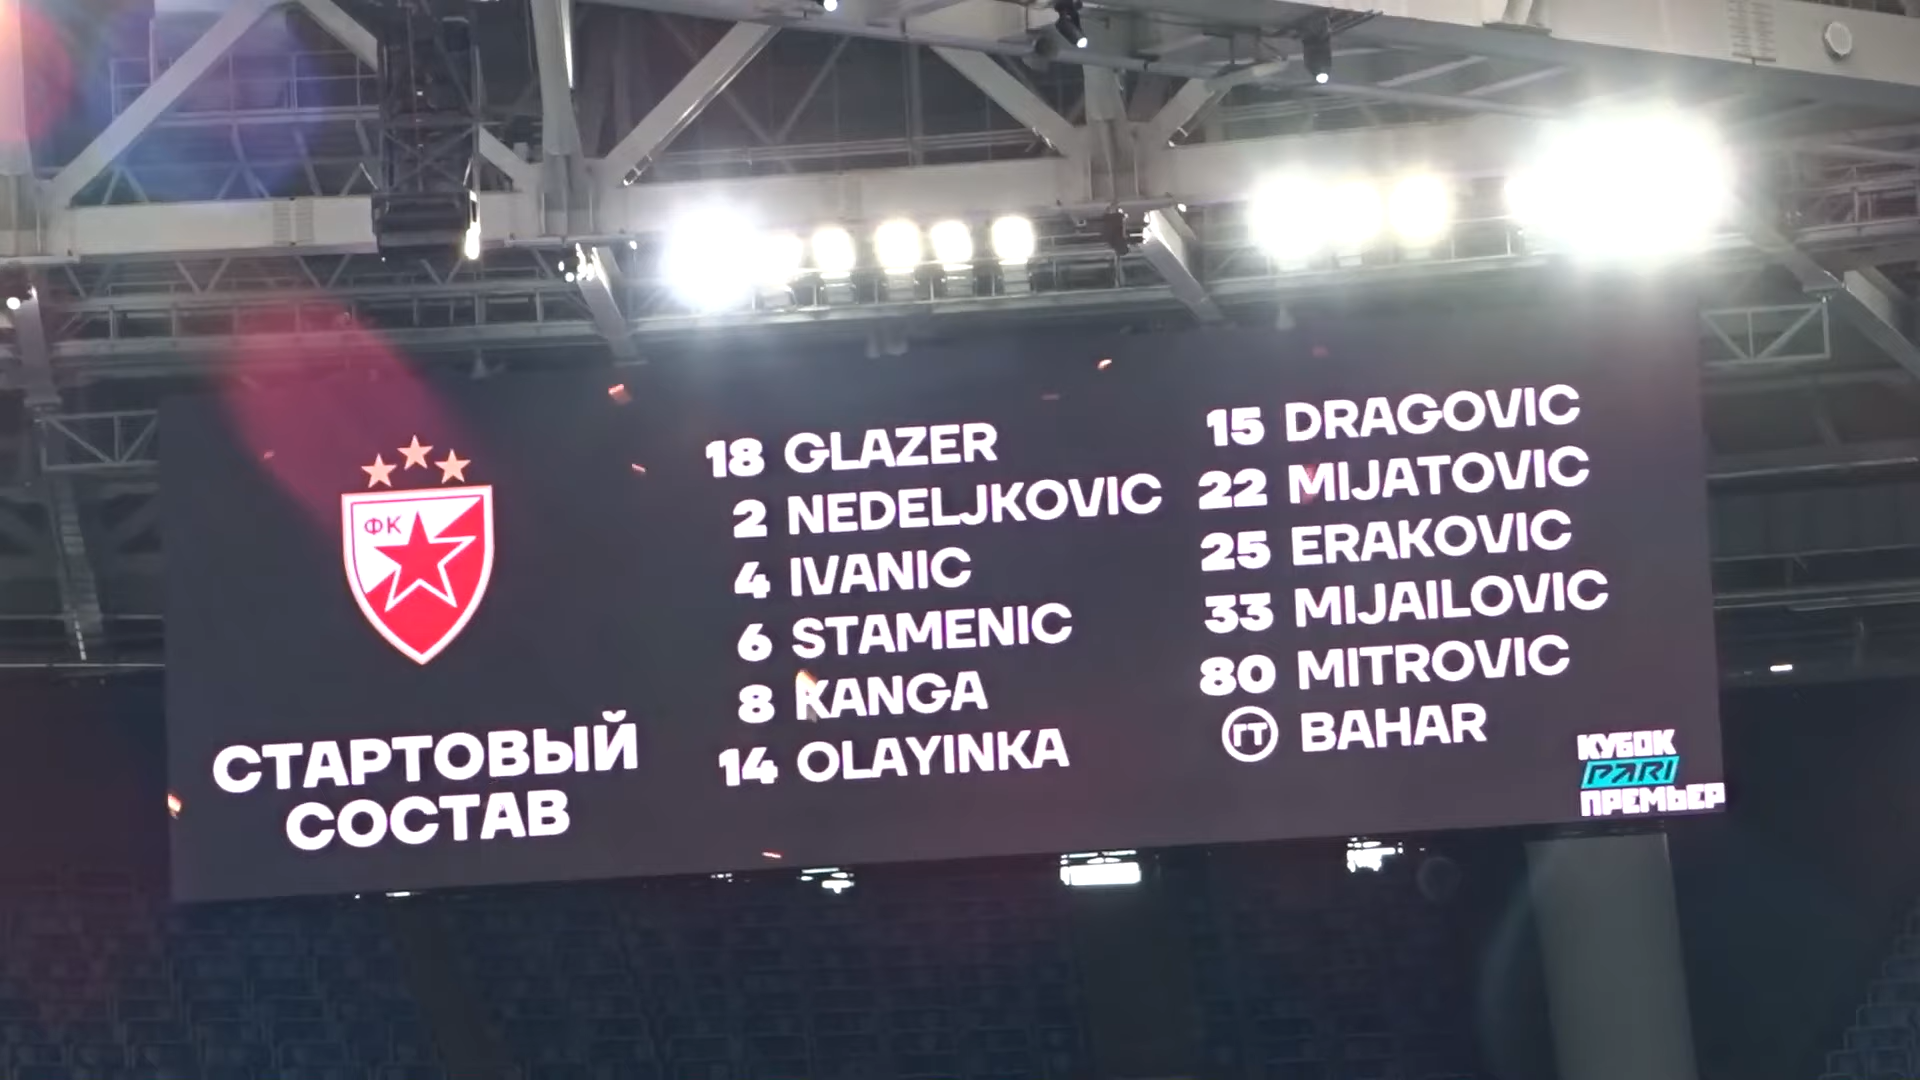 ФК
СТАРТОВЫЙ
СОСТАВ
18 GLAZER
2 NEDELJKOVIC
4 IVANIC
6 STAMENIC
8 KANGA
14 OLAYINKA
15 DRAGOVIC
22 MIJATOVIC
25 ERAKOVIC
33 MIJAILOVIC
80 MITROVIC
ГТ BAHAR
КУБОК
PARI
ПРЕМЬЕР